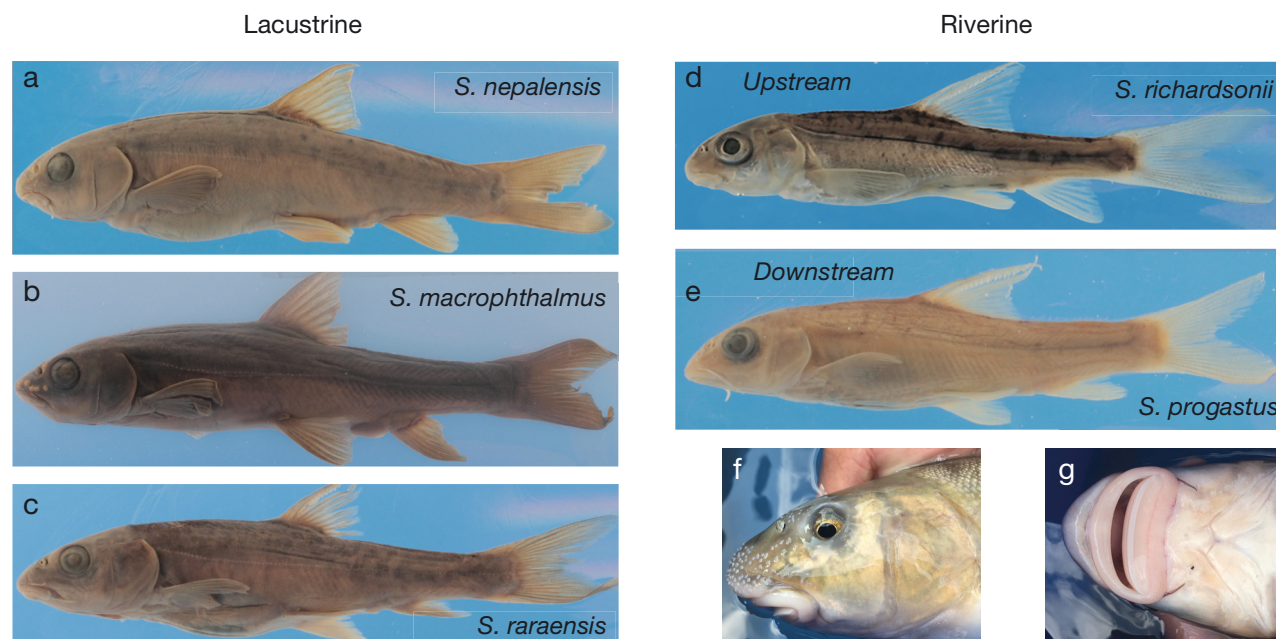 Lacustrine
Riverine
a
S. nepalensis
d
Upstream
S. richardsonii
b
S. macrophthalmus
e
Downstream
S. progastus
c
S. raraensis
f
g